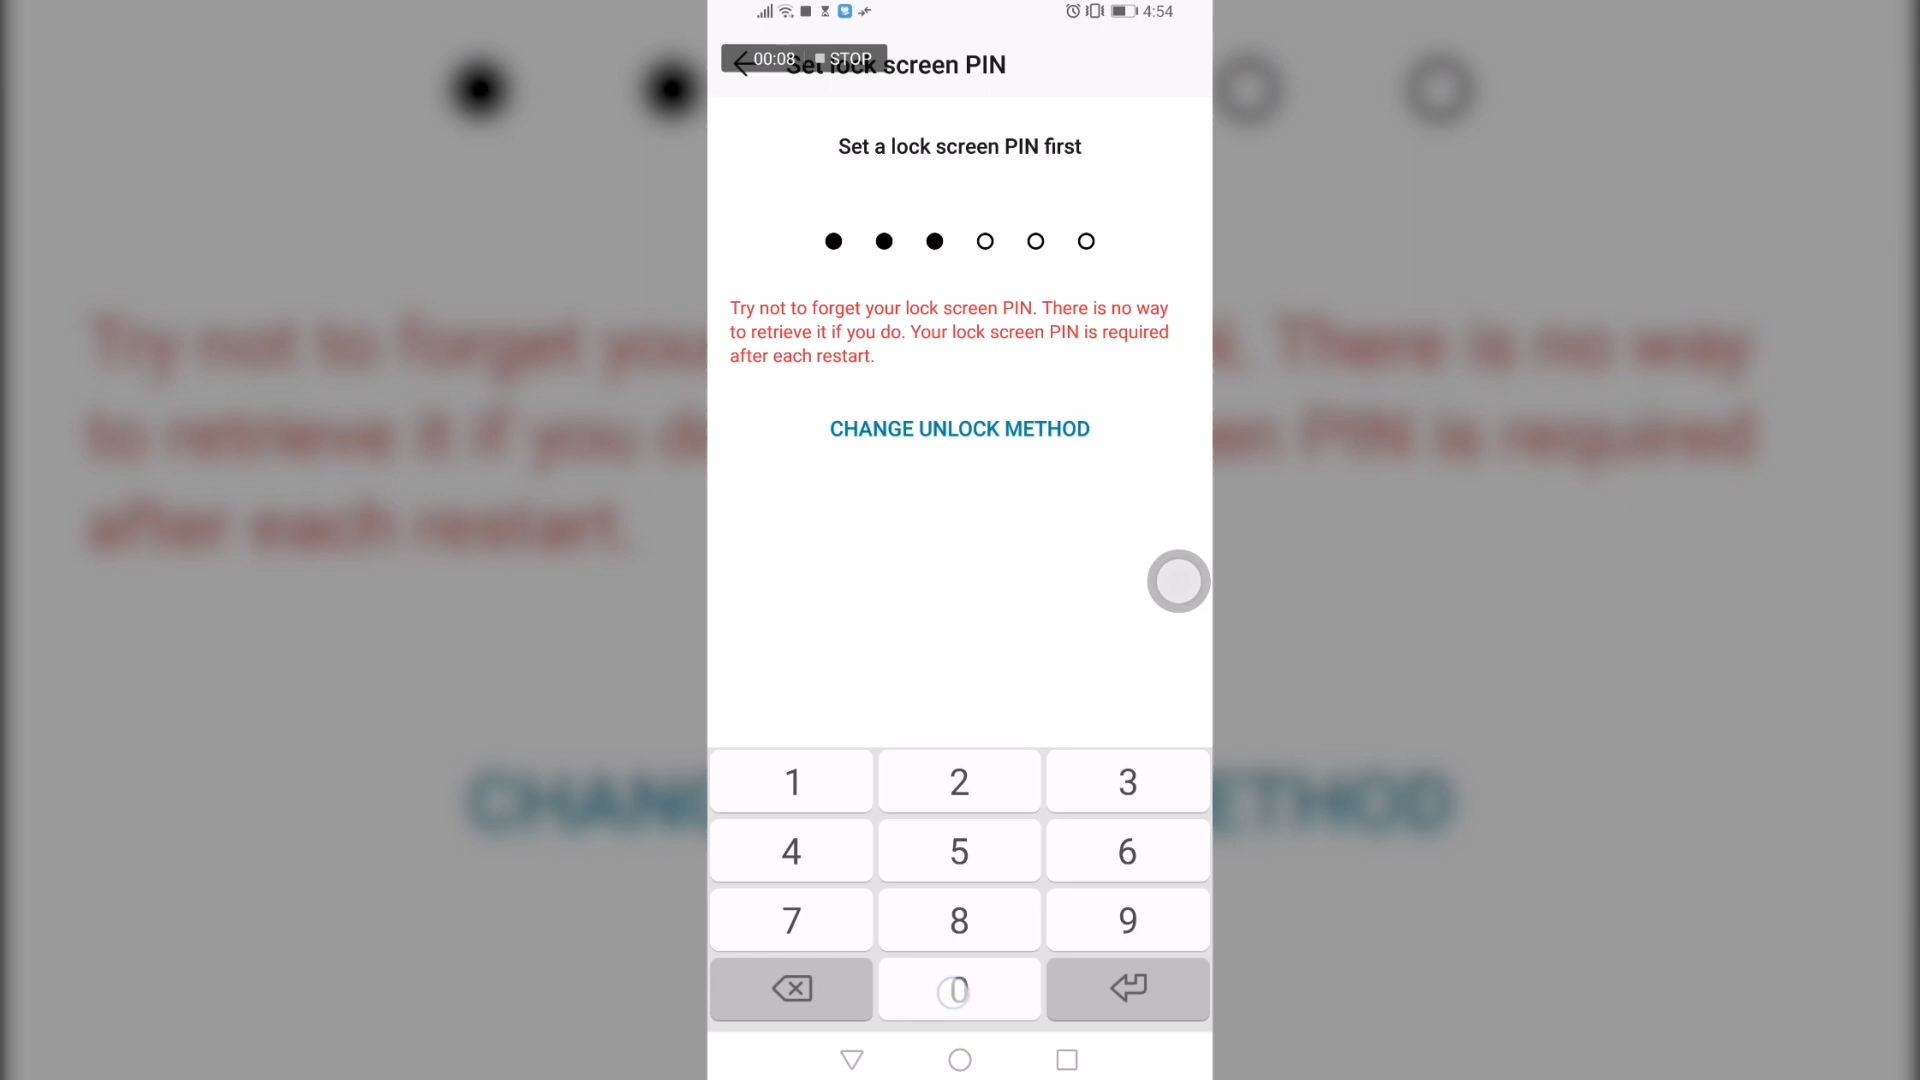 4:54
00:08 STOP
Set lock screen PIN
Set a lock screen PIN first
Try not to forget your lock screen PIN. There is no way
to retrieve it if you do. Your lock screen PIN is required
after each restart.
CHANGE UNLOCK METHOD
1 2 3
4 5 6
7 8 9
0